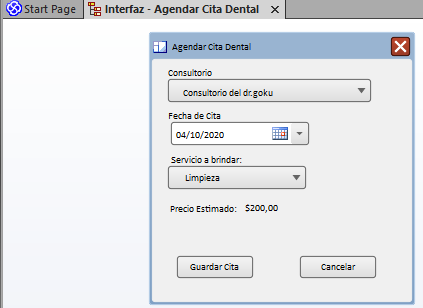 Start Page
Interfaz - Agendar Cita Dental
Agendar Cita Dental
Consultorio
Consultorio del dr.goku
Fecha de Cita
04/10/2020
Servicio a brindar:
Limpieza
Precio Estimado: $200,00
Guardar Cita
Cancelar